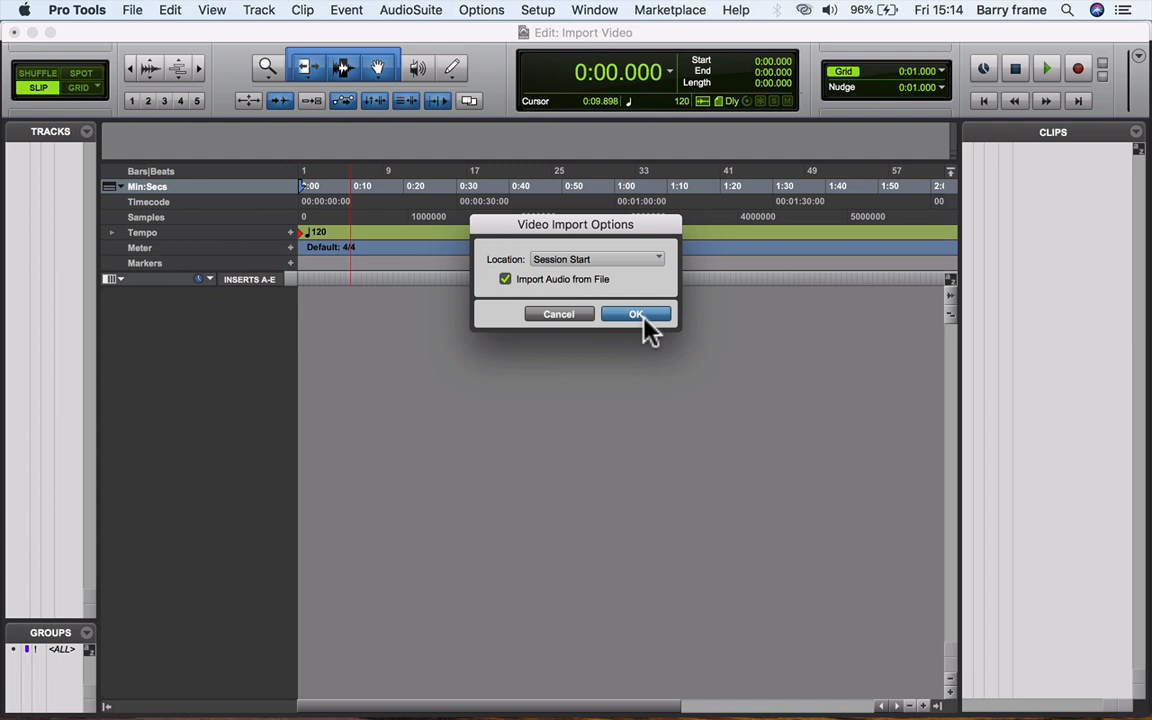 Pro Tools File Edit View Track Clip Event AudioSuite Options Setup Window Marketplace Help 96% Fri 15:14 Barry frame
Edit: Import Video
SHUFFLE SPOT
SLIP GRID
1 2 3 4 5
0:00.000
Start 0:00.000
End 0:00.000
Length 0:00.000
Cursor 0:09.898 120 Dly
Grid 0:01.000
Nudge 0:01.000
TRACKS
CLIPS
Bars|Beats 1 9 17 25 33 41 49 57
Min:Secs 0:00 0:10 0:20 0:30 0:40 0:50 1:00 1:10 1:20 1:30 1:40 1:50
Timecode 00:00:00:00 00:00:30:00 00:01:00:00 00:01:30:00 00
Samples 0 1000000 4000000 5000000
Tempo 120
Meter Default: 4/4
Markers
INSERTS A-E
Video Import Options
Location: Session Start
Import Audio from File
Cancel OK
GROUPS
! <ALL>